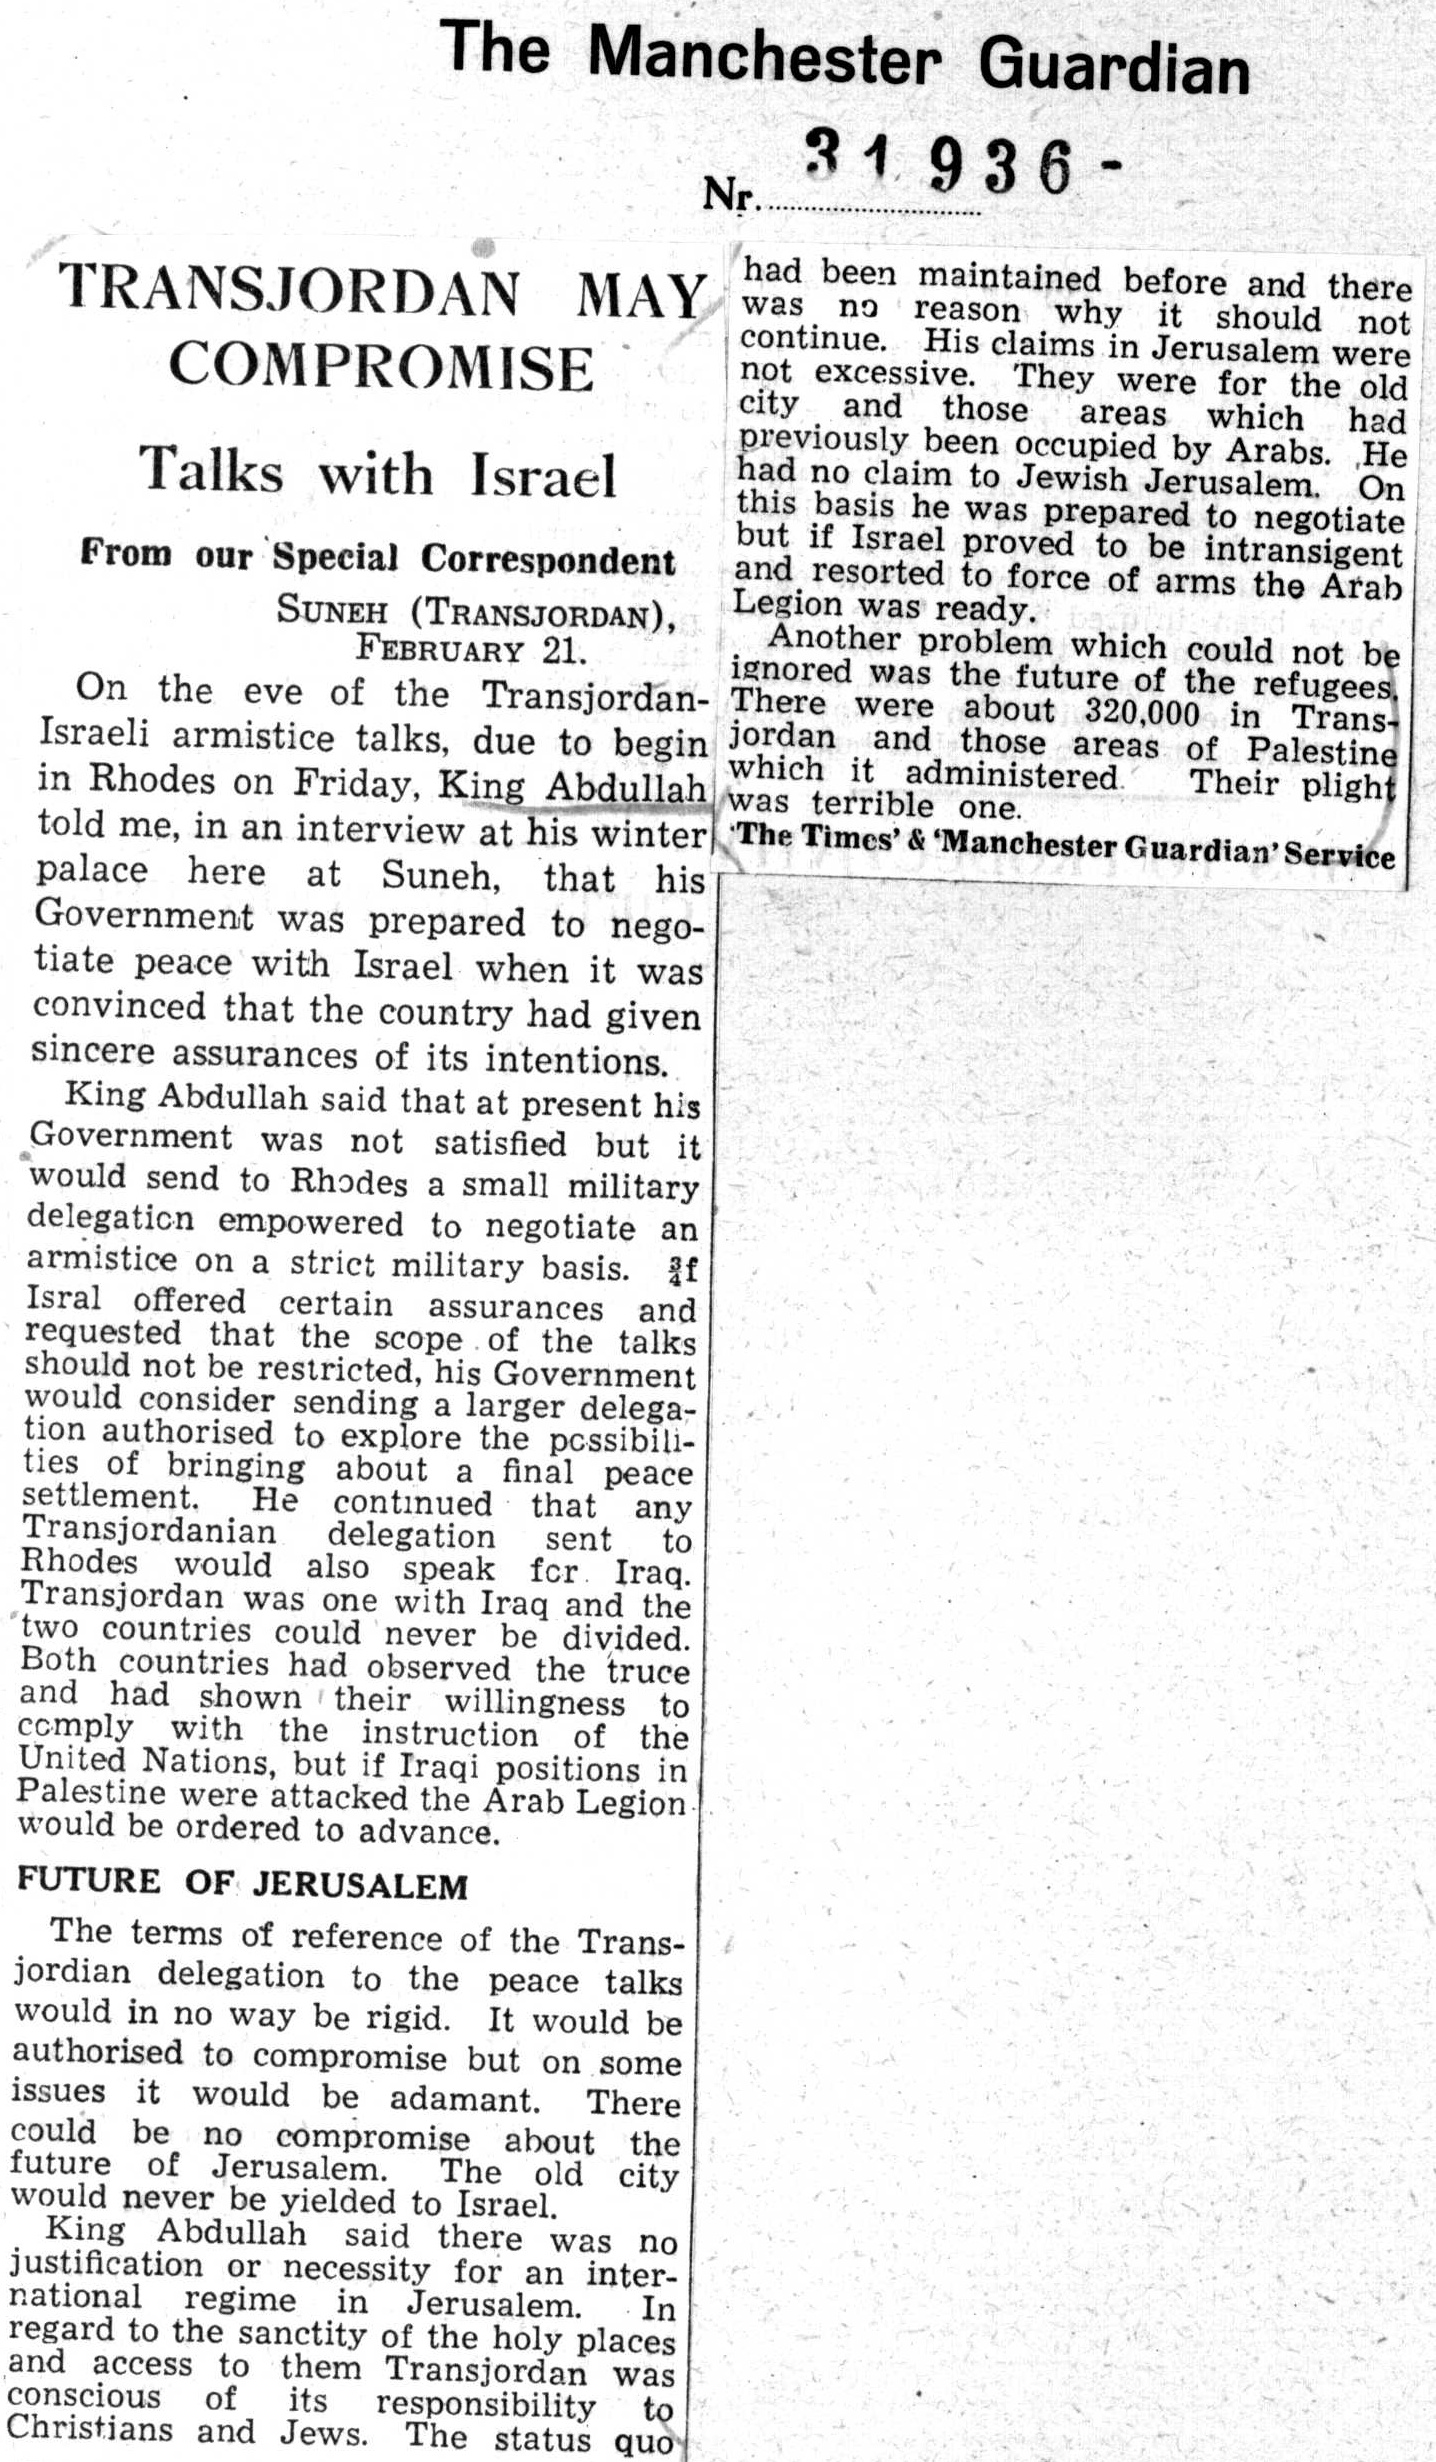 The Manchester Guardian
Nr. 31936-
TRANSJORDAN MAY
COMPROMISE
Talks with Israel
From our Special Correspondent
SUNEH (TRANSJORDAN),
FEBRUARY 21.
On the eve of the Transjordan-
Israeli armistice talks, due to begin
in Rhodes on Friday, King Abdullah
told me, in an interview at his winter
palace here at Suneh, that his
Government was prepared to nego-
tiate peace with Israel when it was
convinced that the country had given
sincere assurances of its intentions.
King Abdullah said that at present his
Government was not satisfied but it
would send to Rhodes a small military
delegation empowered to negotiate an
armistice on a strict military basis. ¾f
Isral offered certain assurances and
requested that the scope of the talks
should not be restricted, his Government
would consider sending a larger delega-
tion authorised to explore the possibili-
ties of bringing about a final peace
settlement. He continued that any
Transjordanian delegation sent to
Rhodes would also speak for Iraq.
Transjordan was one with Iraq and the
two countries could never be divided.
Both countries had observed the truce
and had shown their willingness to
comply with the instruction of the
United Nations, but if Iraqi positions in
Palestine were attacked the Arab Legion
would be ordered to advance.
FUTURE OF JERUSALEM
The terms of reference of the Trans-
jordian delegation to the peace talks
would in no way be rigid. It would be
authorised to compromise but on some
issues it would be adamant. There
could be no compromise about the
future of Jerusalem. The old city
would never be yielded to Israel.
King Abdullah said there was no
justification or necessity for an inter-
national regime in Jerusalem. In
regard to the sanctity of the holy places
and access to them Transjordan was
conscious of its responsibility to
Christians and Jews. The status quo
had been maintained before and there
was no reason why it should not
continue. His claims in Jerusalem were
not excessive. They were for the old
city and those areas which had
previously been occupied by Arabs. He
had no claim to Jewish Jerusalem. On
this basis he was prepared to negotiate
but if Israel proved to be intransigent
and resorted to force of arms the Arab
Legion was ready.
Another problem which could not be
ignored was the future of the refugees.
There were about 320,000 in Trans-
jordan and those areas of Palestine
which it administered. Their plight
was terrible one.
'The Times' & 'Manchester Guardian' Service